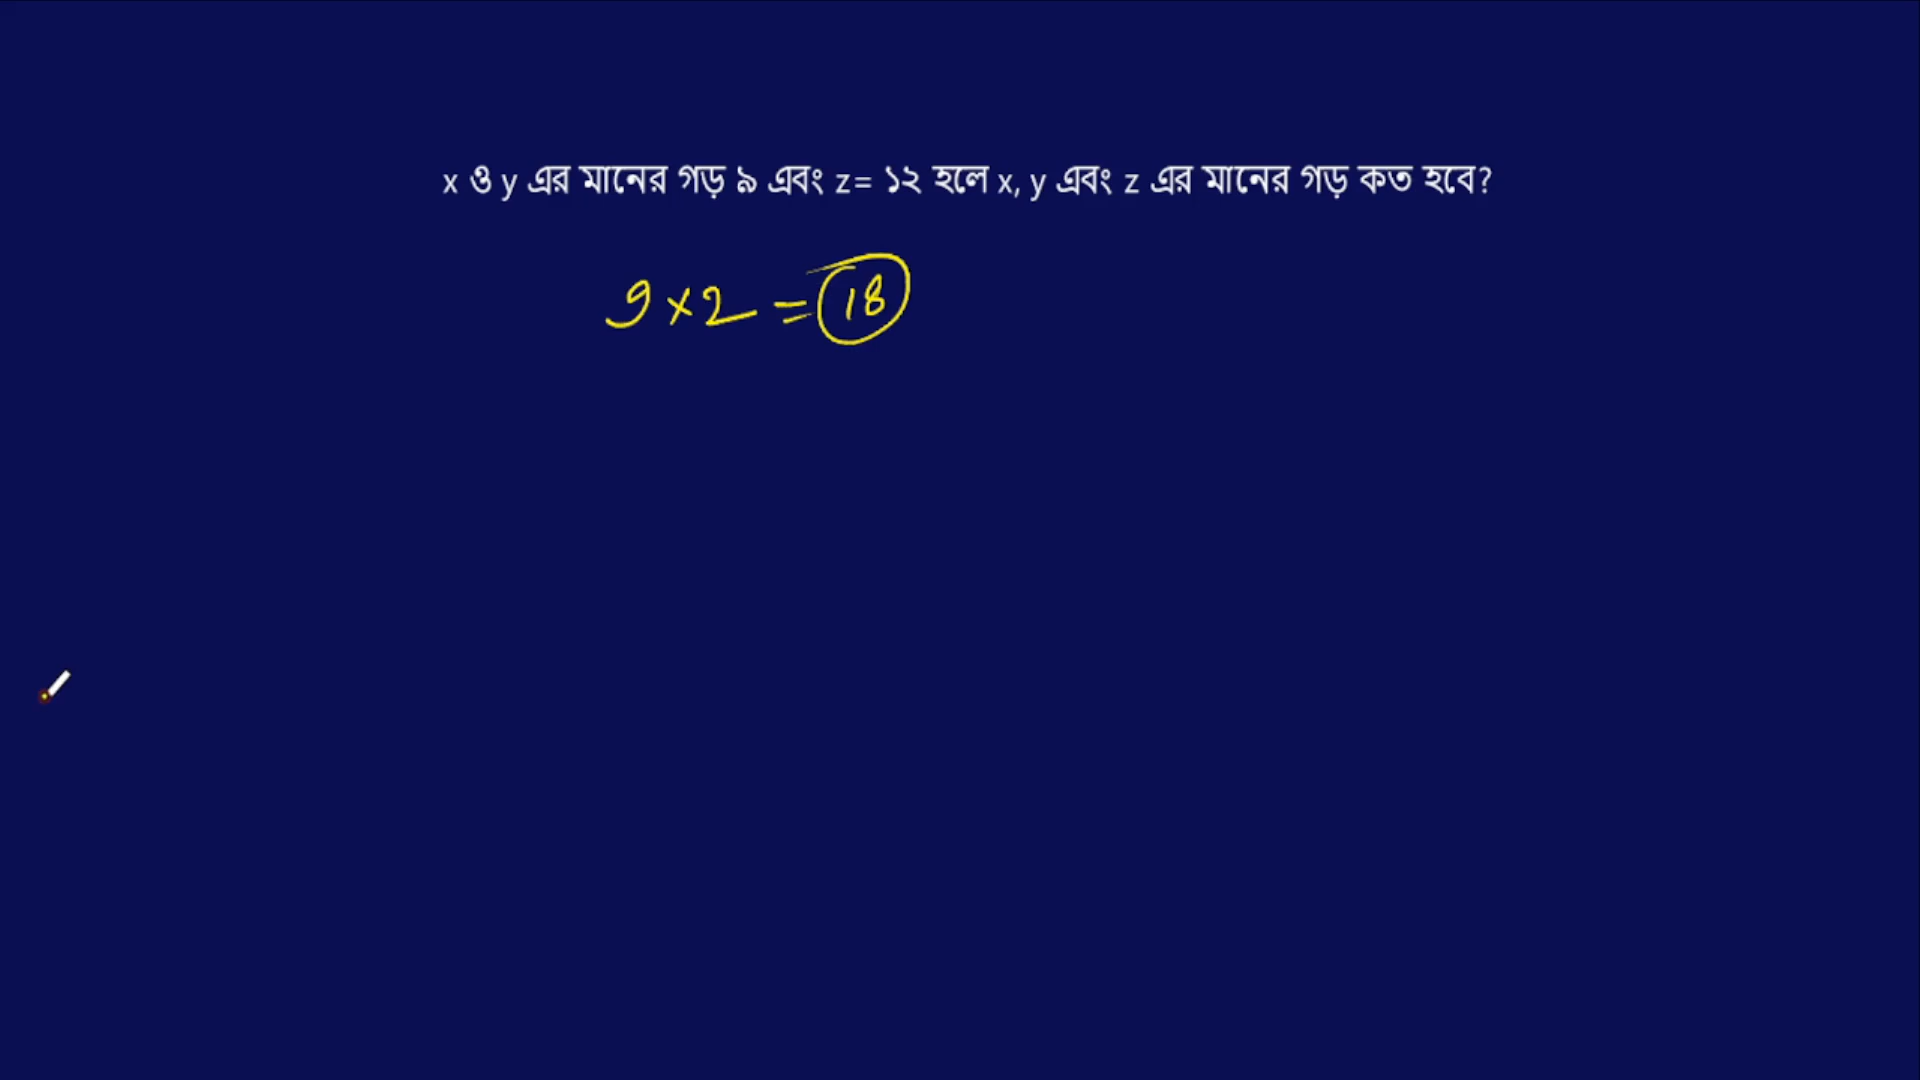 x ও y এর মানের গড় ৯ এবং z= ১২ হলে x, y এবং z এর মানের গড় কত হবে?
9 × 2 = 18